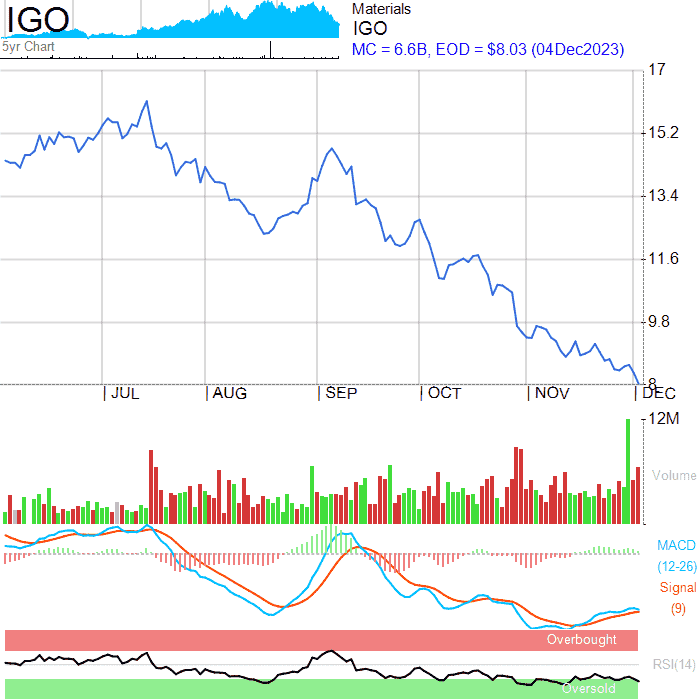 IGO
5yr Chart
Materials
IGO
MC = 6.6B, EOD = $8.03 (04Dec2023)
17
15.2
13.4
11.6
9.8
8
JUL AUG SEP OCT NOV DEC
12M
Volume
MACD
(12-26)
Signal
(9)
Overbought
RSI(14)
Oversold